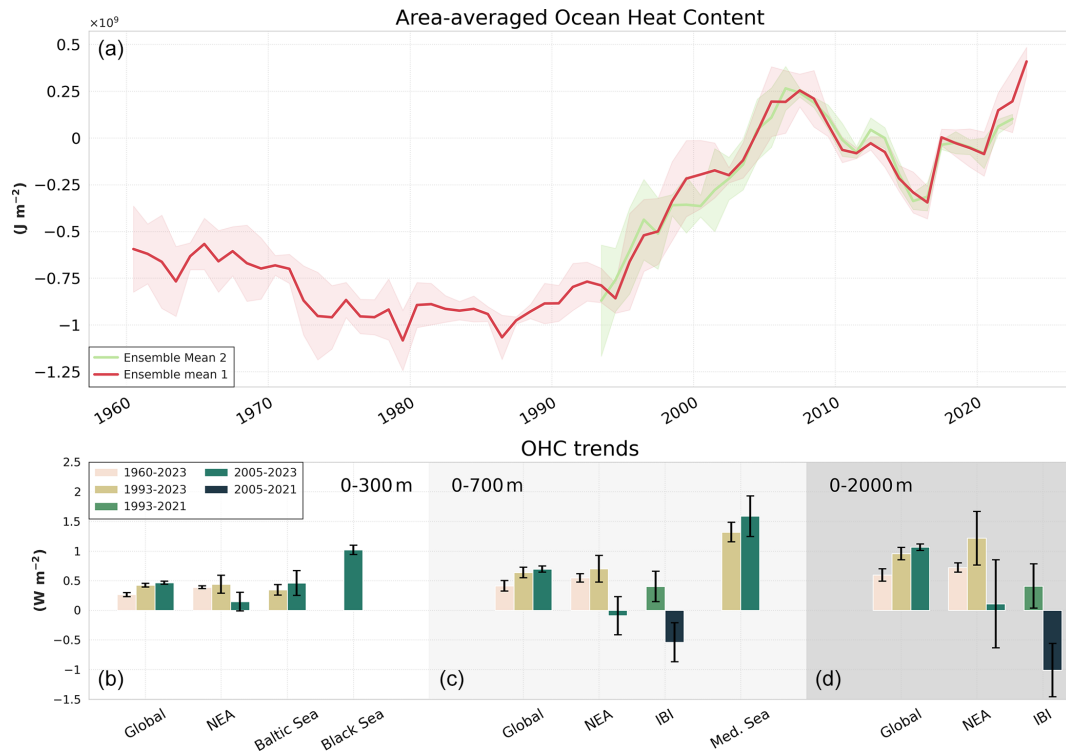 Area-averaged Ocean Heat Content
×10⁹
(a)
0.5
0.25
0
−0.25
−0.5
−0.75
−1
−1.25
(J m⁻²)
Ensemble Mean 2
Ensemble mean 1
1960 1970 1980 1990 2000 2010 2020
OHC trends
2.5
2
1.5
1
0.5
0
−0.5
−1
−1.5
(W m⁻²)
1960-2023 2005-2023
1993-2023 2005-2021
1993-2021
0-300 m 0-700 m 0-2000 m
(b) (c) (d)
Global NEA Baltic Sea Black Sea Global NEA IBI Med. Sea Global NEA IBI